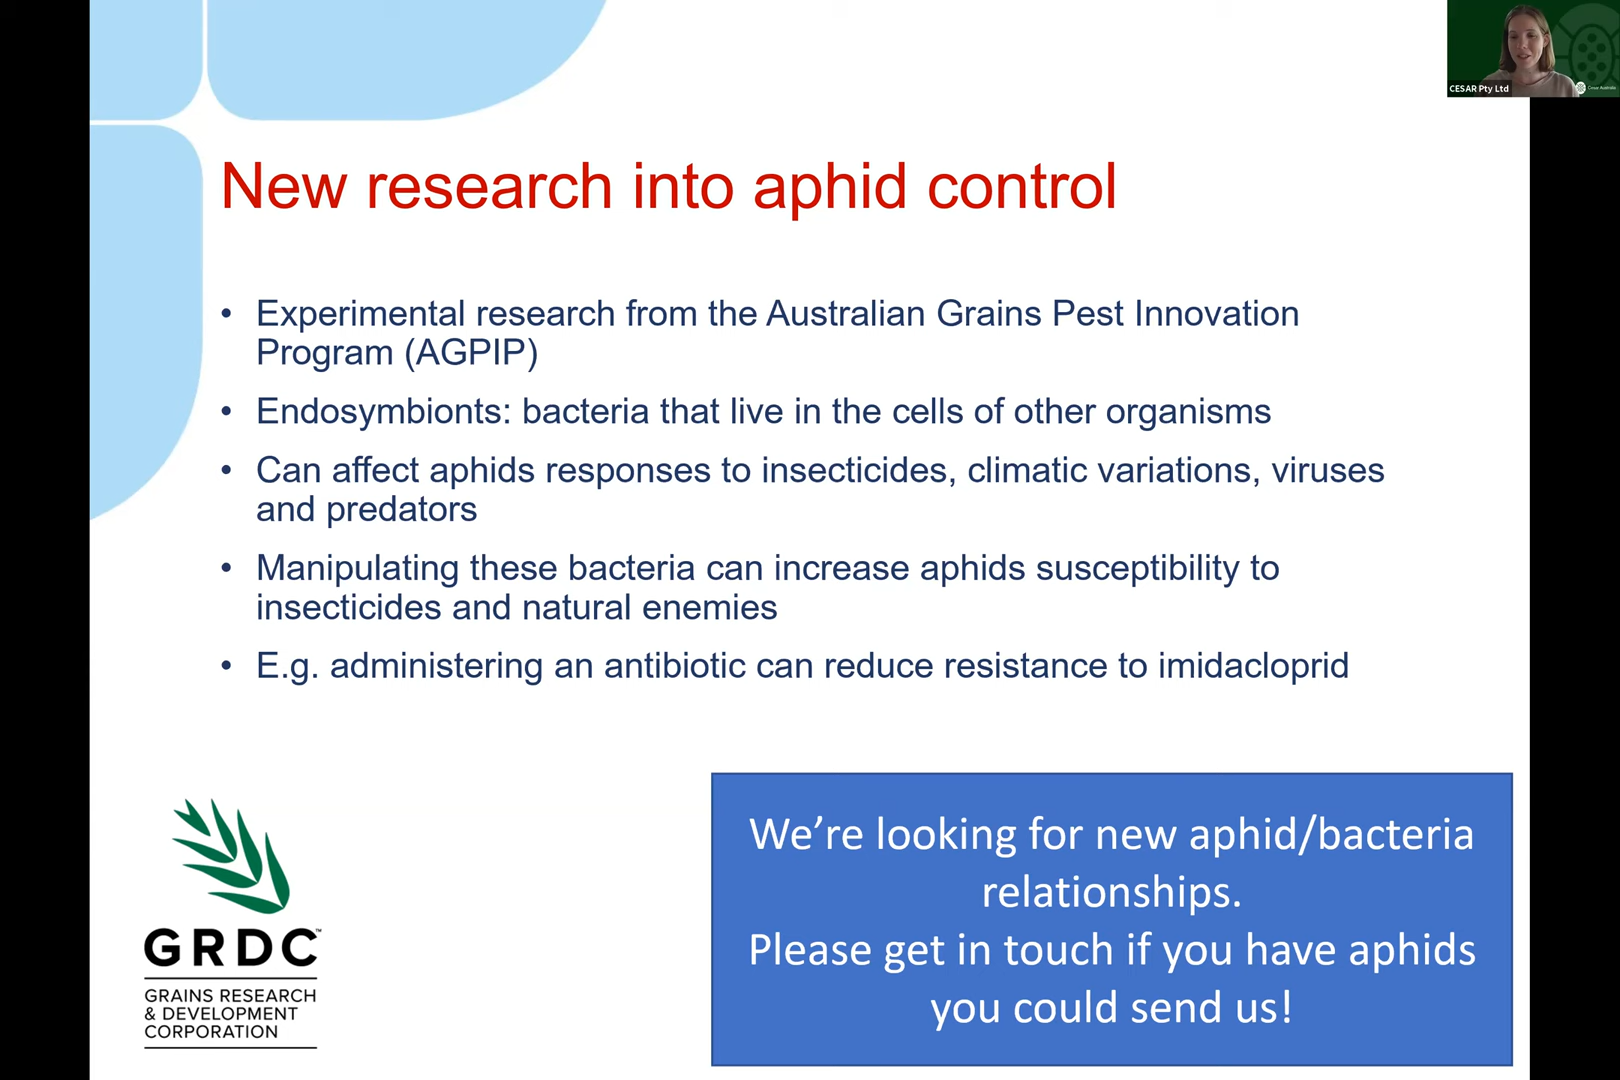 CESAR Pty Ltd
Cesar Australia
New research into aphid control
• Experimental research from the Australian Grains Pest Innovation
Program (AGPIP)
• Endosymbionts: bacteria that live in the cells of other organisms
• Can affect aphids responses to insecticides, climatic variations, viruses
and predators
• Manipulating these bacteria can increase aphids susceptibility to
insecticides and natural enemies
• E.g. administering an antibiotic can reduce resistance to imidacloprid
GRDC™
GRAINS RESEARCH
& DEVELOPMENT
CORPORATION
We’re looking for new aphid/bacteria
relationships.
Please get in touch if you have aphids
you could send us!